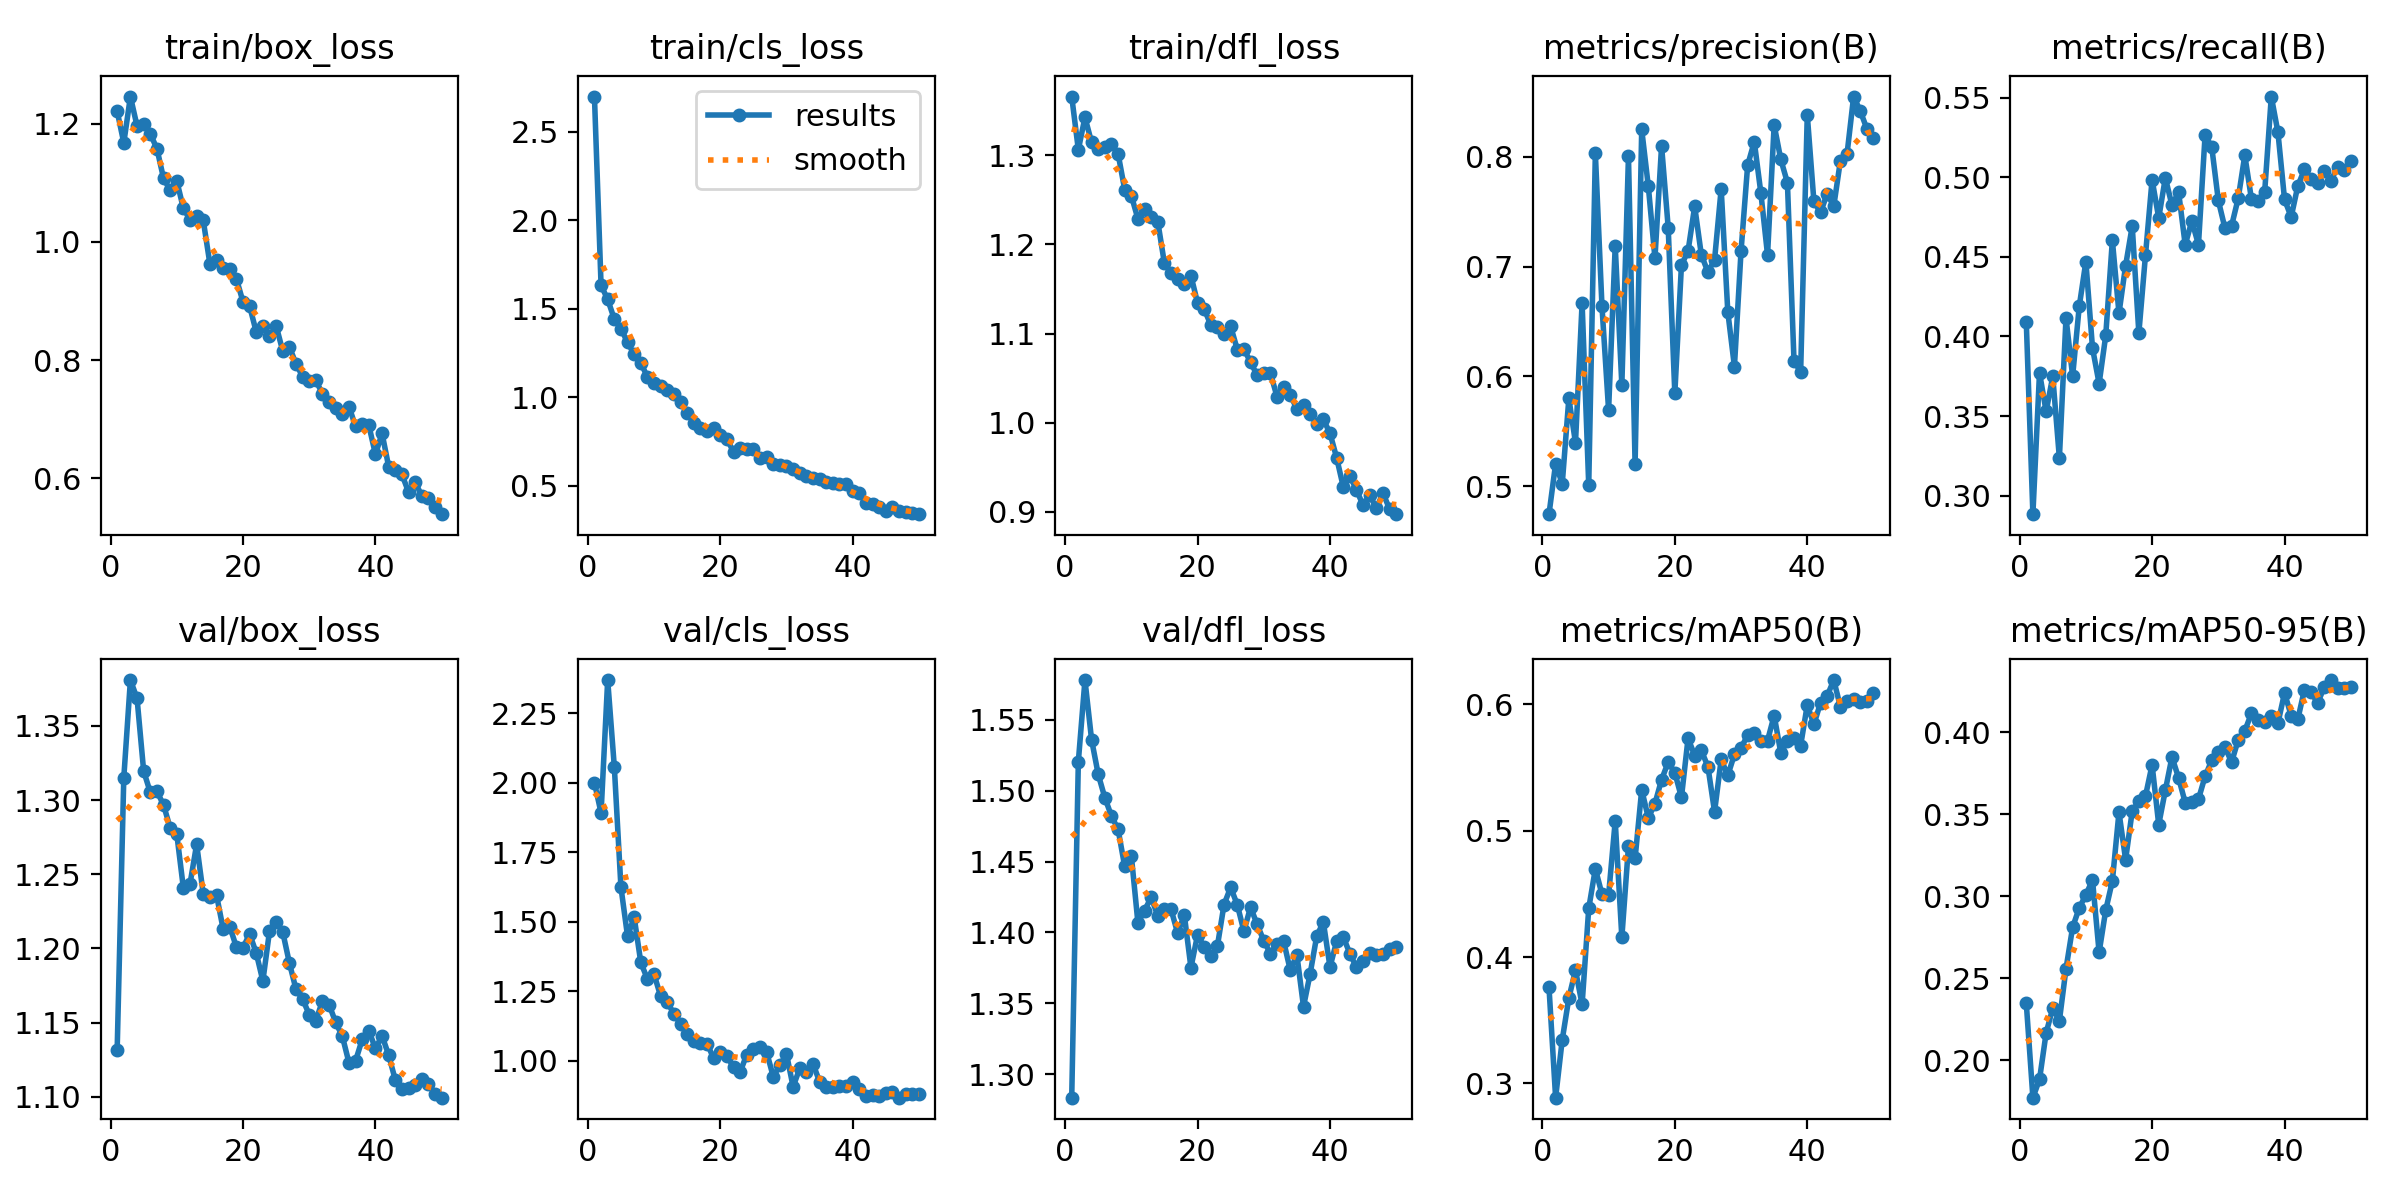 train/box_loss
1.2
1.0
0.8
0.6
0 20 40
train/cls_loss
results
smooth
2.5
2.0
1.5
1.0
0.5
0 20 40
train/dfl_loss
1.3
1.2
1.1
1.0
0.9
0 20 40
metrics/precision(B)
0.8
0.7
0.6
0.5
0 20 40
metrics/recall(B)
0.55
0.50
0.45
0.40
0.35
0.30
0 20 40
val/box_loss
1.35
1.30
1.25
1.20
1.15
1.10
0 20 40
val/cls_loss
2.25
2.00
1.75
1.50
1.25
1.00
0 20 40
val/dfl_loss
1.55
1.50
1.45
1.40
1.35
1.30
0 20 40
metrics/mAP50(B)
0.6
0.5
0.4
0.3
0 20 40
metrics/mAP50-95(B)
0.40
0.35
0.30
0.25
0.20
0 20 40